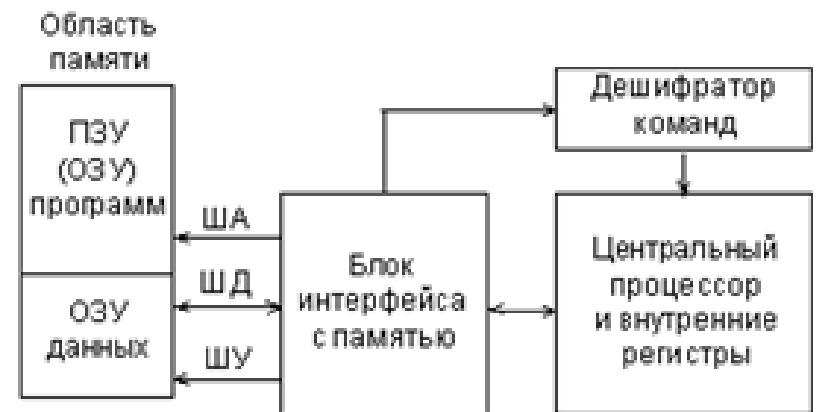 Область
памяти
ПЗУ
(ОЗУ)
программ
ОЗУ
данных
ША
ШД
ШУ
Блок
интерфейса
с памятью
Дешифратор
команд
Центральный
процессор
и внутренние
регистры